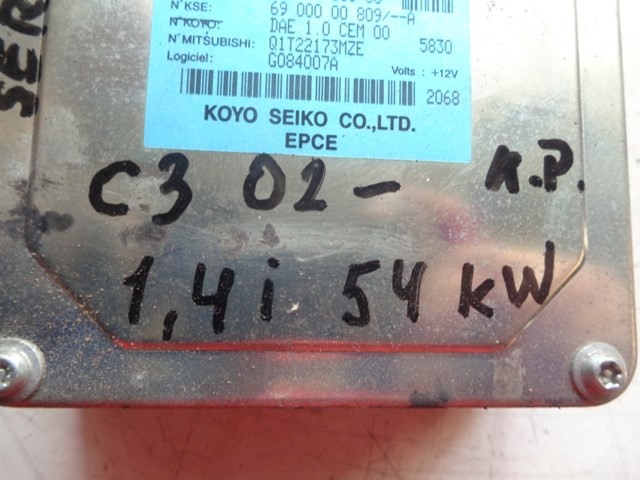 N°KSE: 69 000 00 809/--A
N°KOYO: DAE 1.0 CEM 00
N°MITSUBISHI: Q1T22173MZE 5830
Logiciel: G084007A Volts : +12V
2068
KOYO SEIKO CO.,LTD.
EPCE
SER
C3 02- K.P.
1,4i 54 kW